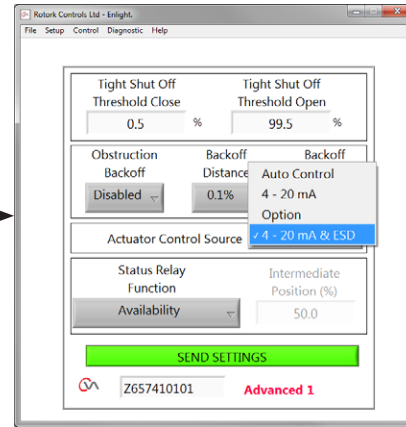 Rotork Controls Ltd - Enlight.
File Setup Control Diagnostic Help
Tight Shut Off Tight Shut Off
Threshold Close Threshold Open
0.5 % 99.5 %
Obstruction Backoff Backoff
Backoff Distance
Auto Control
Disabled 0.1%
4 - 20 mA
Option
✓ 4 - 20 mA & ESD
Actuator Control Source
Status Relay Intermediate
Function Position (%)
Availability 50.0
SEND SETTINGS
Z657410101 Advanced 1